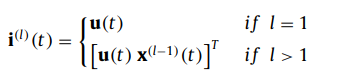 i^{(l)}(t) = { u(t) if l = 1
[u(t) x^{(l−1)}(t)]^T if l > 1